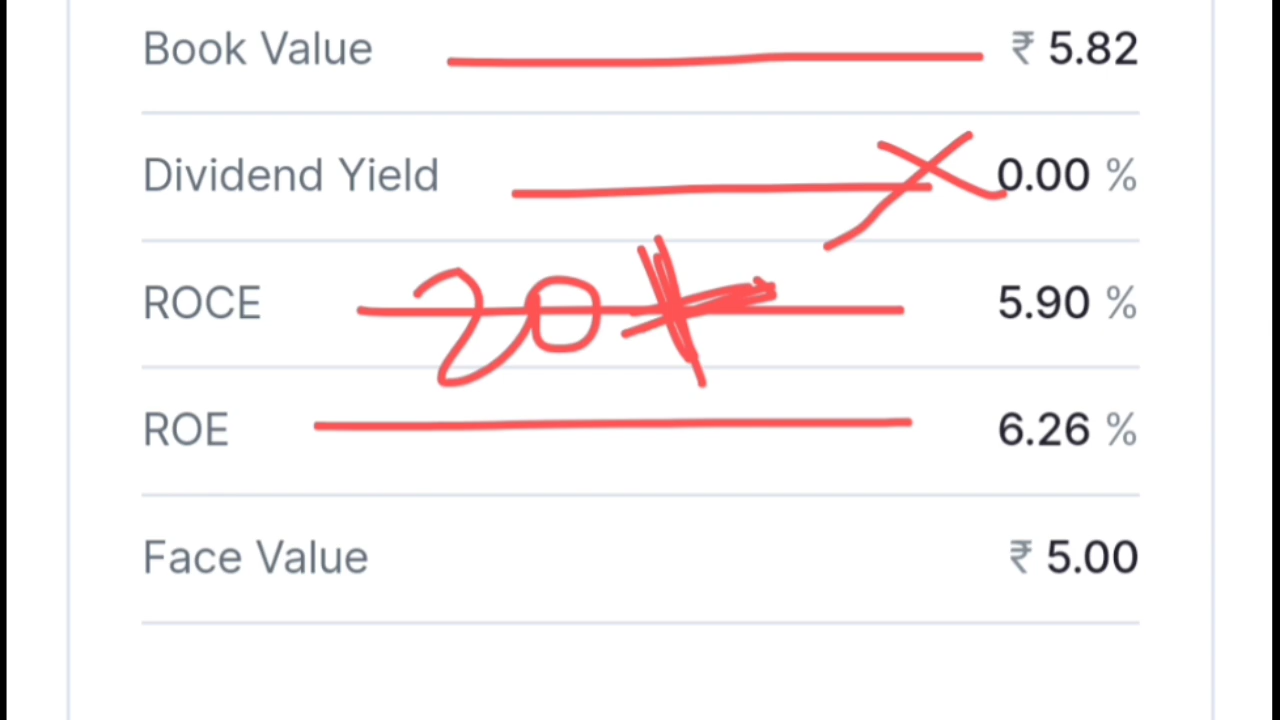 Book Value ₹ 5.82
Dividend Yield 0.00 %
ROCE 20+ 5.90 %
ROE 6.26 %
Face Value ₹ 5.00